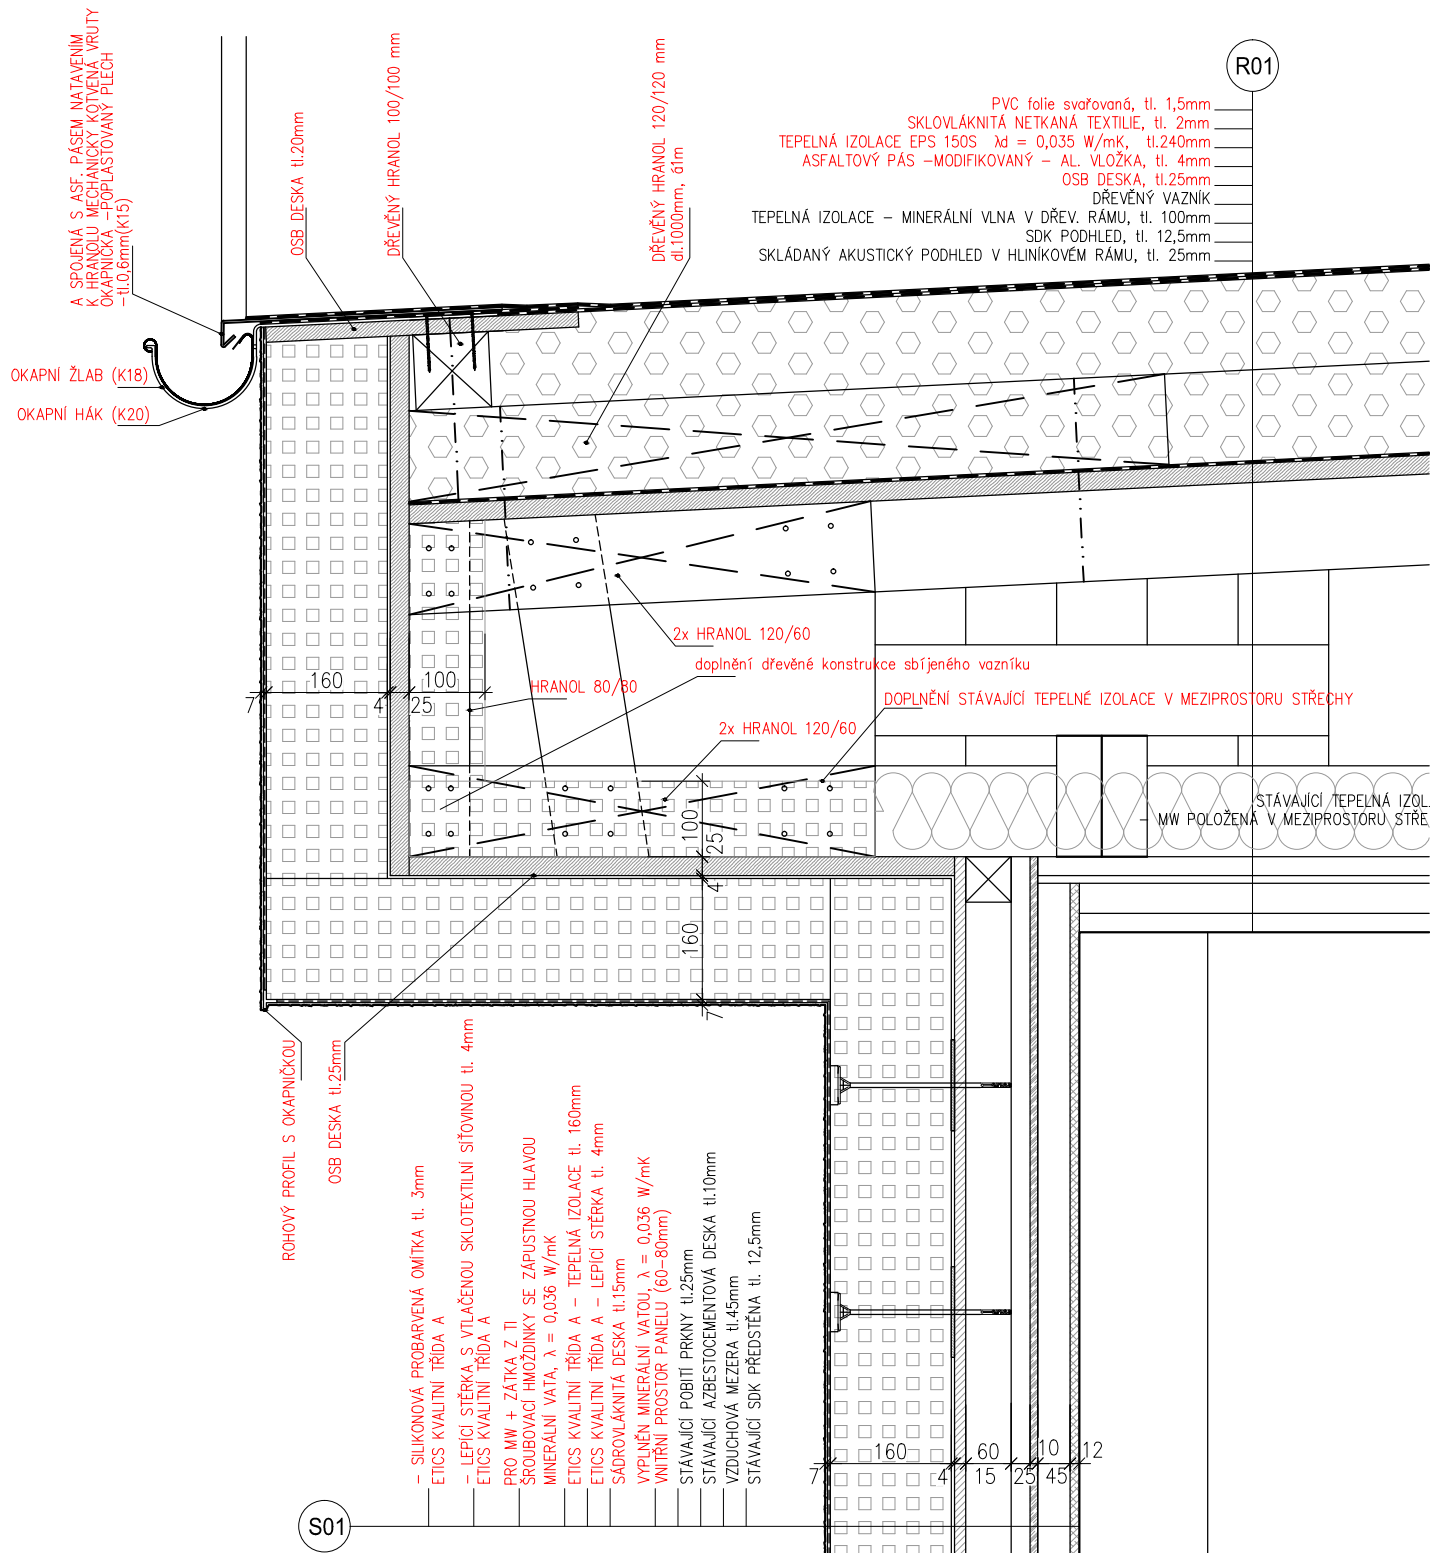 A SPOJENÁ S ASF. PÁSEM NATAVENÍM
K HRANOLU MECHANICKY KOTVENÁ VRUTY
OKAPNIČKA -POPLASTOVANÝ PLECH
-tl.0,6mm(K15)
OSB DESKA tl.20mm
DŘEVĚNÝ HRANOL 100/100 mm
DŘEVĚNÝ HRANOL 120/120 mm
dl.1000mm, á1m
R01
PVC folie svařovaná, tl. 1,5mm
SKLOVLÁKNITÁ NETKANÁ TEXTILIE, tl. 2mm
TEPELNÁ IZOLACE EPS 150S λd = 0,035 W/mK, tl.240mm
ASFALTOVÝ PÁS -MODIFIKOVANÝ - AL. VLOŽKA, tl. 4mm
OSB DESKA, tl.25mm
DŘEVĚNÝ VAZNÍK
TEPELNÁ IZOLACE - MINERÁLNÍ VLNA V DŘEV. RÁMU, tl. 100mm
SDK PODHLED, tl. 12,5mm
SKLÁDANÝ AKUSTICKÝ PODHLED V HLINÍKOVÉM RÁMU, tl. 25mm
OKAPNÍ ŽLAB (K18)
OKAPNÍ HÁK (K20)
2x HRANOL 120/60
doplnění dřevěné konstrukce sbíjeného vazníku
HRANOL 80/80
DOPLNĚNÍ STÁVAJÍCÍ TEPELNÉ IZOLACE V MEZIPROSTORU STŘECHY
2x HRANOL 120/60
7 160 4 25 100
STÁVAJÍCÍ TEPELNÁ IZOL.
MW POLOŽENÁ V MEZIPROSTORU STŘE
100
25
4
160
7
ROHOVÝ PROFIL S OKAPNIČKOU
OSB DESKA tl.25mm
- SILIKONOVÁ PROBARVENÁ OMÍTKA tl. 3mm
ETICS KVALITNÍ TŘÍDA A
- LEPÍCÍ STĚRKA S VTLAČENOU SKLOTEXTILNÍ SÍŤOVINOU tl. 4mm
ETICS KVALITNÍ TŘÍDA A
PRO MW + ZÁTKA Z TI
ŠROUBOVACÍ HMOŽDINKY SE ZÁPUSTNOU HLAVOU
MINERÁLNÍ VATA, λ = 0,036 W/mK
ETICS KVALITNÍ TŘÍDA A - TEPELNÁ IZOLACE tl. 160mm
ETICS KVALITNÍ TŘÍDA A - LEPÍCÍ STĚRKA tl. 4mm
SÁDROVLÁKNITÁ DESKA tl.15mm
VYPLNĚN MINERÁLNÍ VATOU, λ = 0,036 W/mK
VNITŘNÍ PROSTOR PANELU (60-80mm)
STÁVAJÍCÍ POBITÍ PRKNY tl.25mm
STÁVAJÍCÍ AZBESTOCEMENTOVÁ DESKA tl.10mm
VZDUCHOVÁ MEZERA tl.45mm
STÁVAJÍCÍ SDK PŘEDSTĚNA tl. 12,5mm
7 160 4 15 60 25 10 45 12
S01